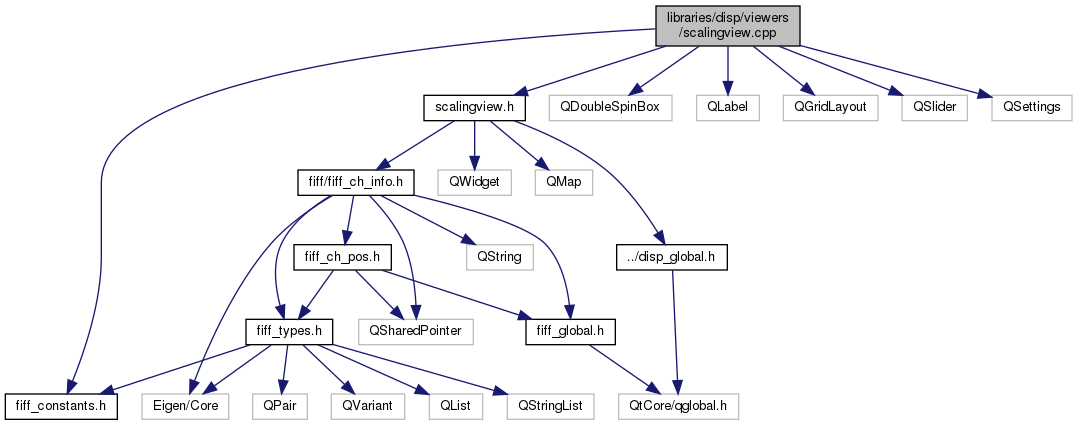 libraries/disp/viewers
/scalingview.cpp
scalingview.h
QDoubleSpinBox
QLabel
QGridLayout
QSlider
QSettings
fiff/fiff_ch_info.h
QWidget
QMap
fiff_ch_pos.h
QString
../disp_global.h
fiff_types.h
QSharedPointer
fiff_global.h
fiff_constants.h
Eigen/Core
QPair
QVariant
QList
QStringList
QtCore/qglobal.h